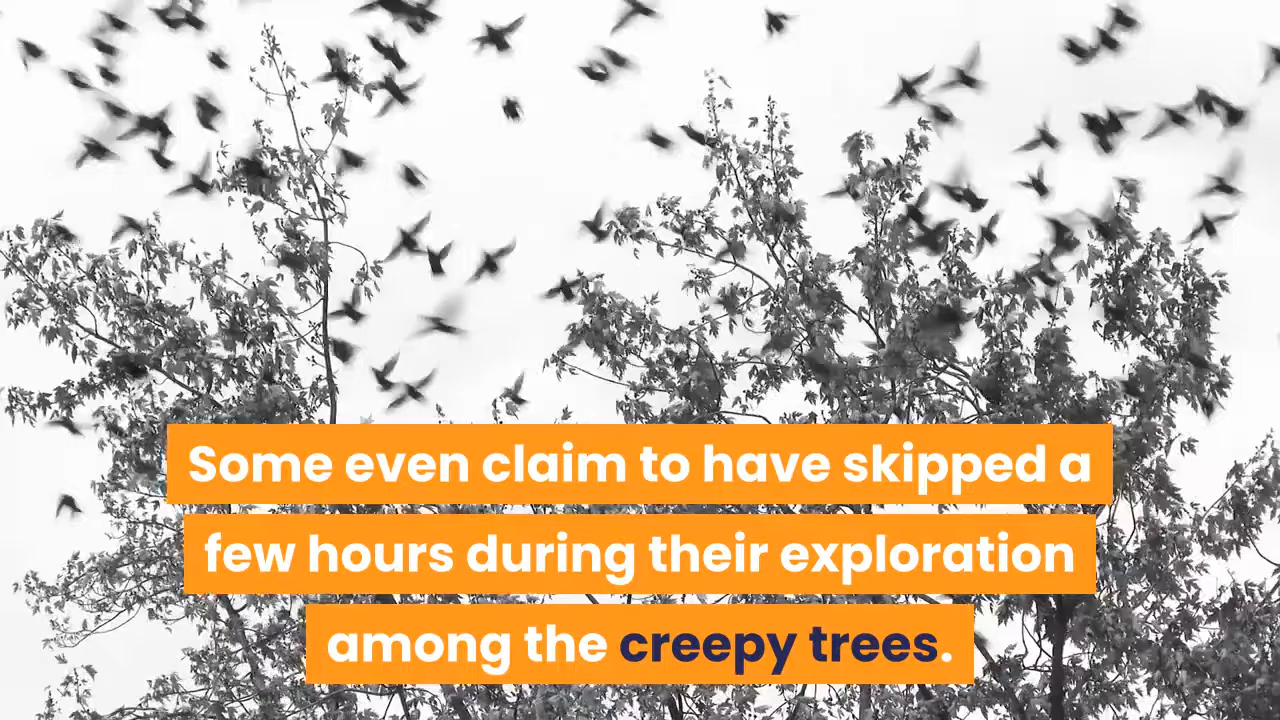 Some even claim to have skipped a
few hours during their exploration
among the creepy trees.